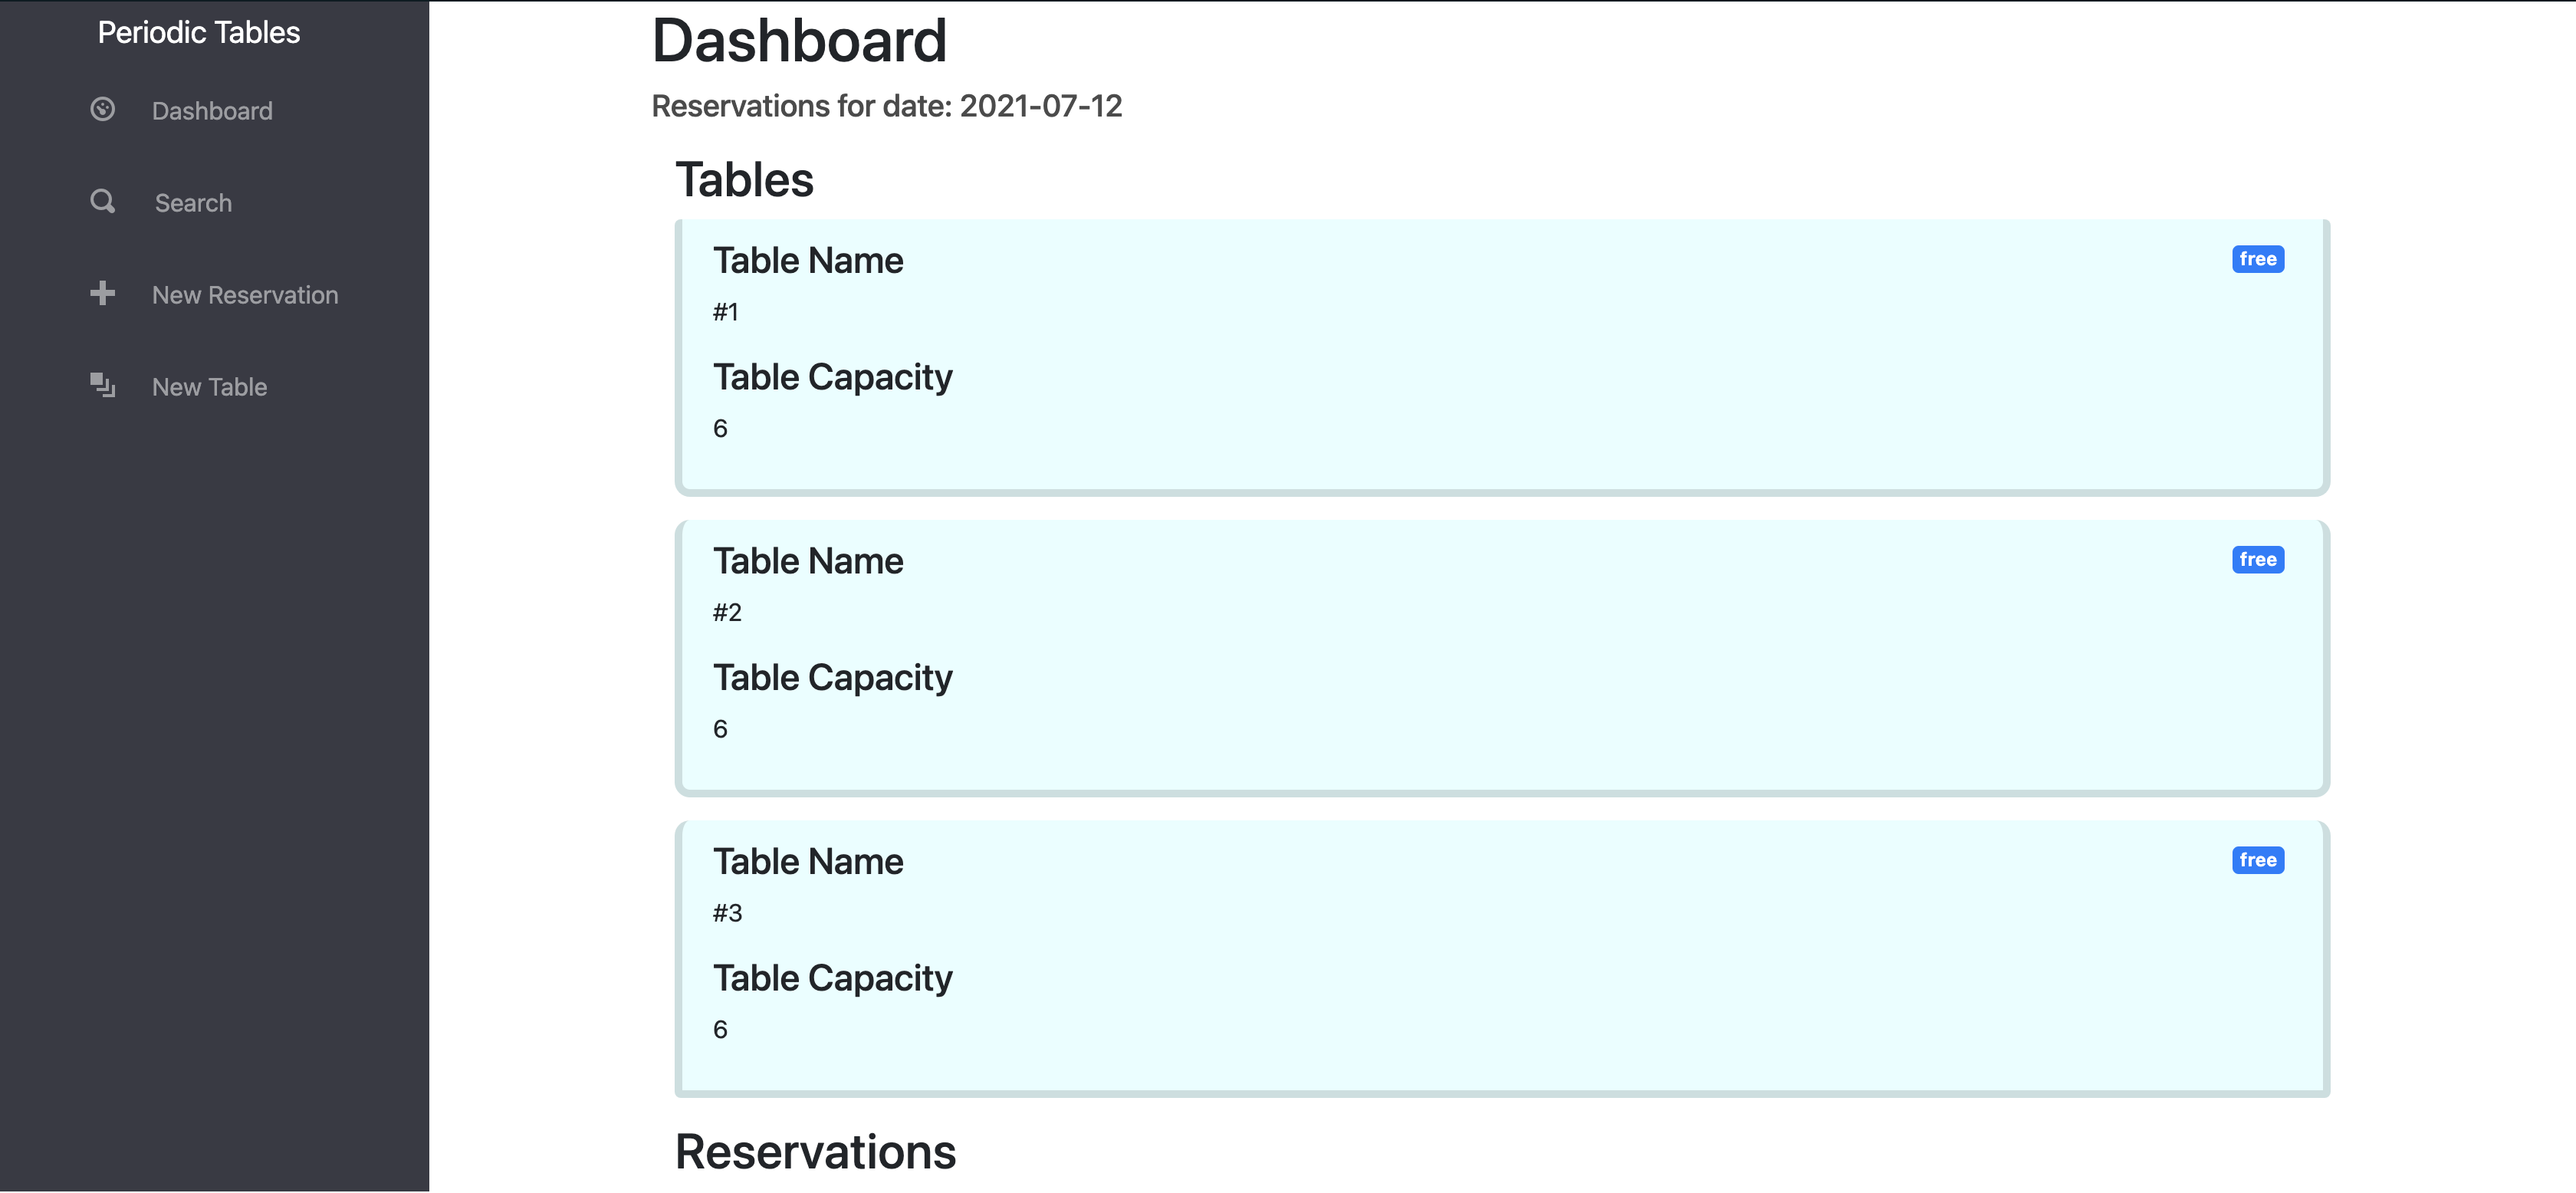 Periodic Tables
Dashboard
Search
New Reservation
New Table
Dashboard
Reservations for date: 2021-07-12
Tables
Table Name
free
#1
Table Capacity
6
Table Name
free
#2
Table Capacity
6
Table Name
free
#3
Table Capacity
6
Reservations